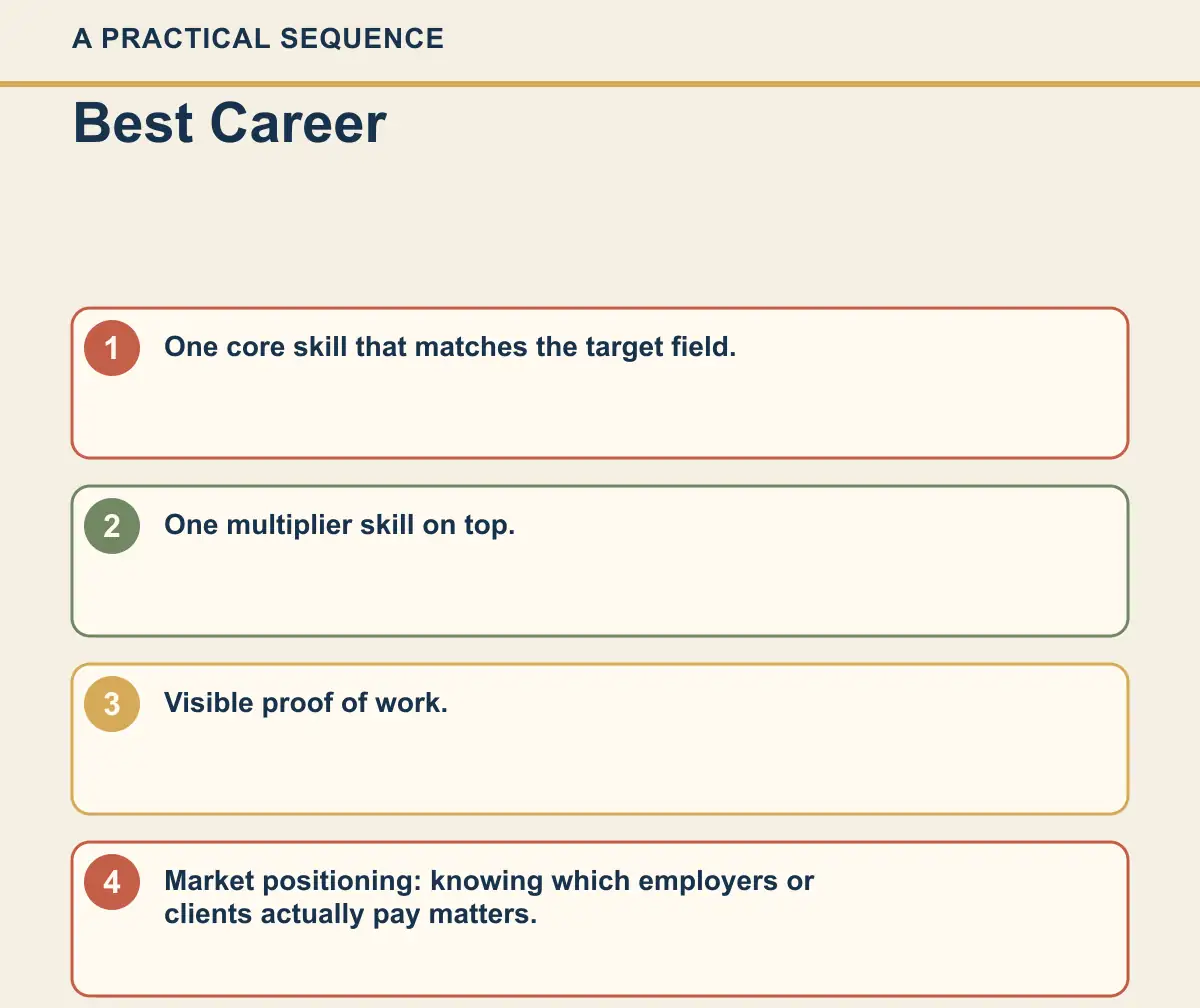 A PRACTICAL SEQUENCE
Best Career
1
One core skill that matches the target field.
2
One multiplier skill on top.
3
Visible proof of work.
4
Market positioning: knowing which employers or
clients actually pay matters.